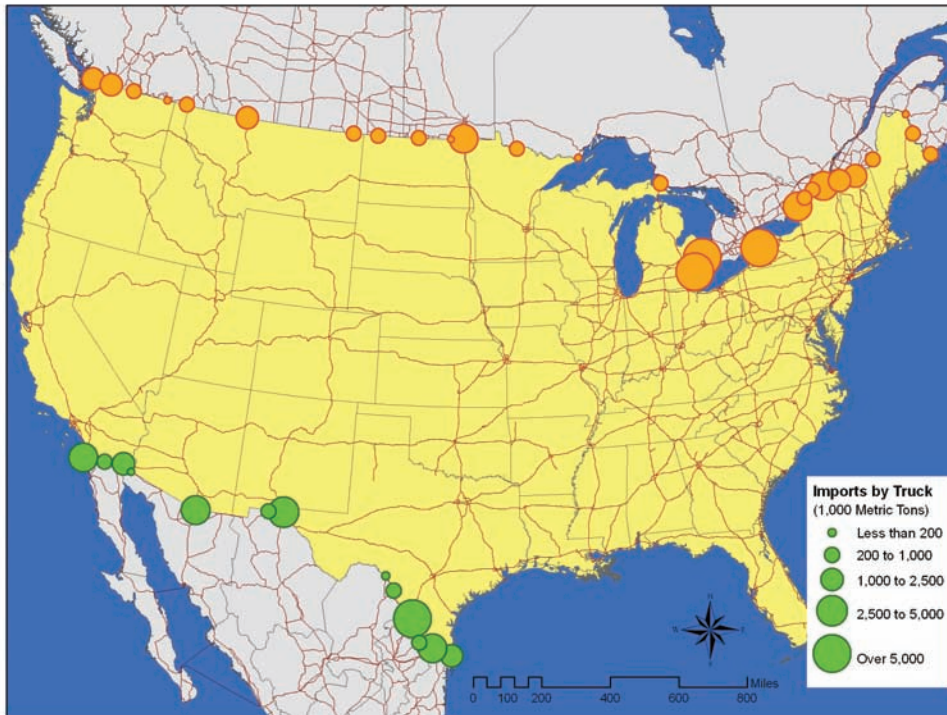 Imports by Truck
(1,000 Metric Tons)
Less than 200
200 to 1,000
1,000 to 2,500
2,500 to 5,000
Over 5,000
N
W
E
S
Miles
0 100 200 400 600 800